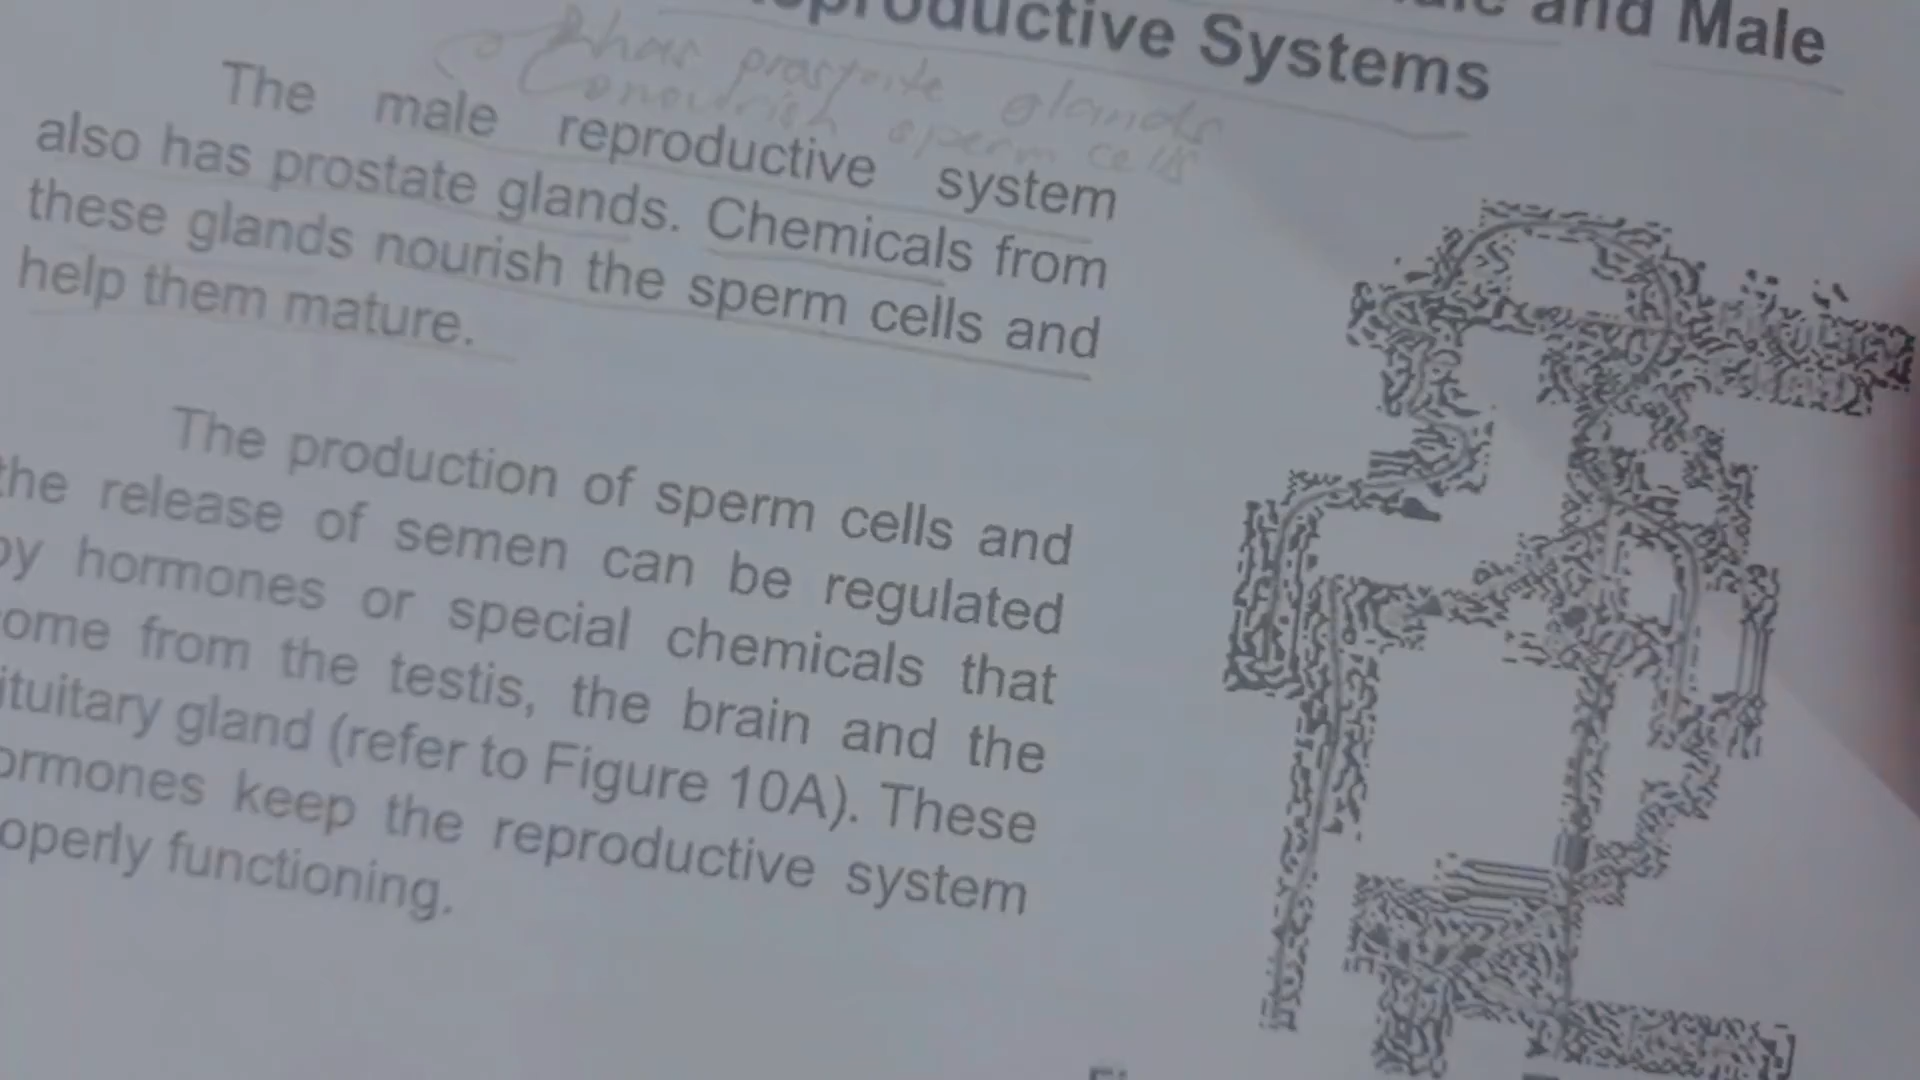 and Male
Reproductive Systems
has prostate glands
nourish sperm cells
The male reproductive system
also has prostate glands. Chemicals from
these glands nourish the sperm cells and
help them mature.
The production of sperm cells and
the release of semen can be regulated
by hormones or special chemicals that
ome from the testis, the brain and the
ituitary gland (refer to Figure 10A). These
ormones keep the reproductive system
operly functioning.